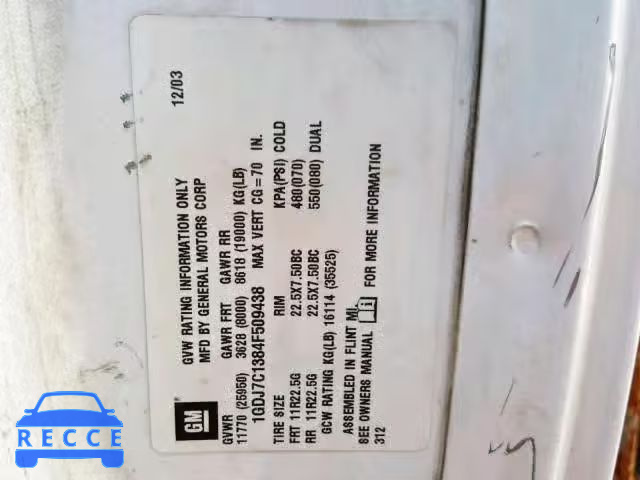 GM
GVW RATING INFORMATION ONLY
MFD BY GENERAL MOTORS CORP
12/03
GVWR GAWR FRT GAWR RR
11770 (25950) 3628 (8000) 8618 (19000) KG(LB)
1GDJ7C1384F509438 MAX VERT CG=70 IN.
TIRE SIZE RIM KPA(PSI) COLD
FRT 11R22.5G 22.5X7.50BC 480(070)
RR 11R22.5G 22.5X7.50BC 550(080) DUAL
GCW RATING KG(LB) 16114 (35525)
ASSEMBLED IN FLINT MI.
SEE OWNERS MANUAL FOR MORE INFORMATION
312
RECCE